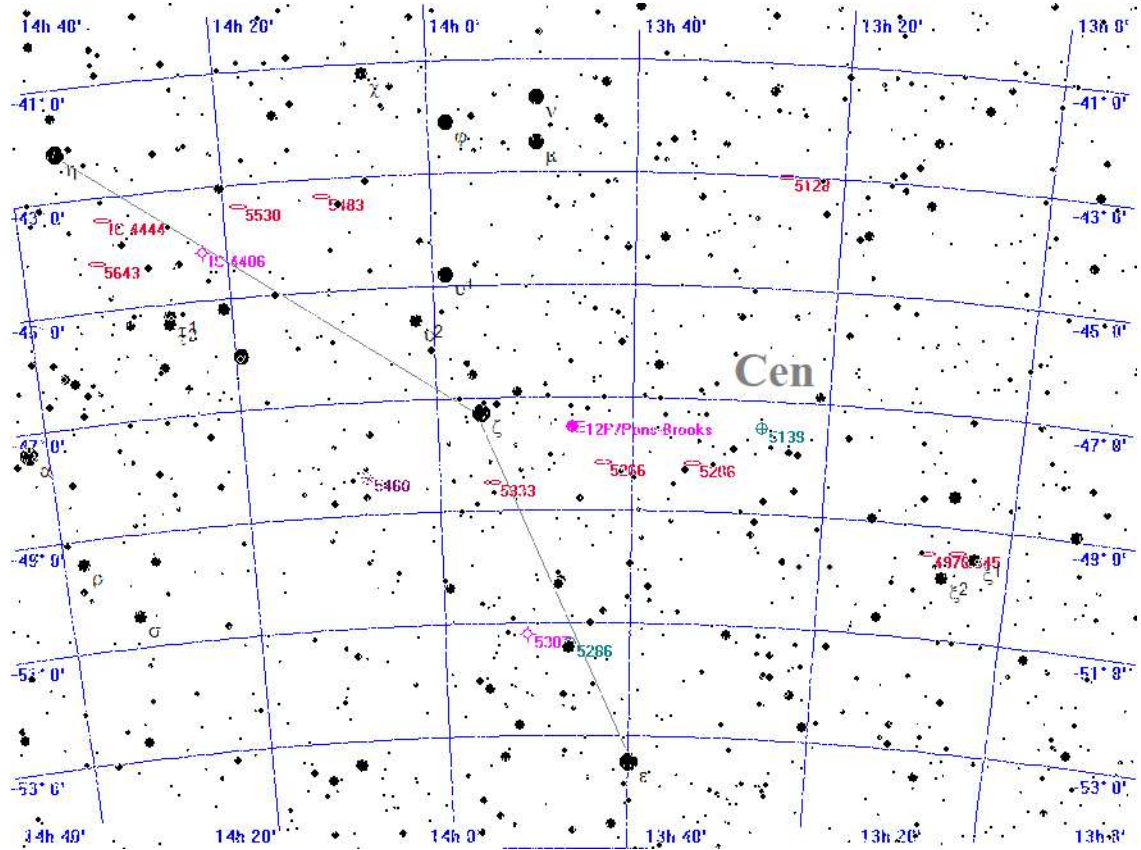 14h 40' 14h 20' 14h 0' 13h 40' 13h 20' 13h 0'
χ
-41° 0' ν -41° 0'
φ
μ
η
5128
5483
-43° 0' 5530 -43° 0'
IC 4444
IC 4406
5643
υ1
-45° 0' -45° 0'
υ2
τ1
Cen
ζ 12P/Pons-Brooks
-47° 0' 5139 -47° 0'
α
5266 5206
5460 5333
-49° 0' -49° 0'
ξ1
ρ ξ2
σ
5307
5286
-51° 0' -51° 0'
ε
-53° 0' -53° 0'
14h 40' 14h 20' 14h 0' 13h 40' 13h 20' 13h 0'